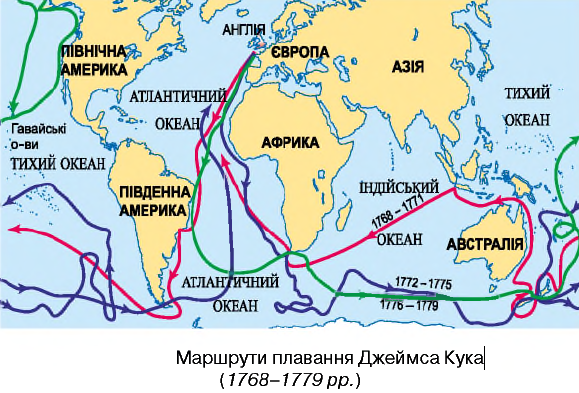 АНГЛІЯ
ПІВНІЧНА
АМЕРИКА
ЄВРОПА
АЗІЯ
АТЛАНТИЧНИЙ
ОКЕАН
ТИХИЙ
ОКЕАН
Гавайські
о-ви
ТИХИЙ ОКЕАН
АФРИКА
ПІВДЕННА
АМЕРИКА
ІНДІЙСЬКИЙ
ОКЕАН
1768 – 1771
АВСТРАЛІЯ
АТЛАНТИЧНИЙ
ОКЕАН
1772 – 1775
1776 – 1779
Маршрути плавання Джеймса Кука
(1768–1779 рр.)